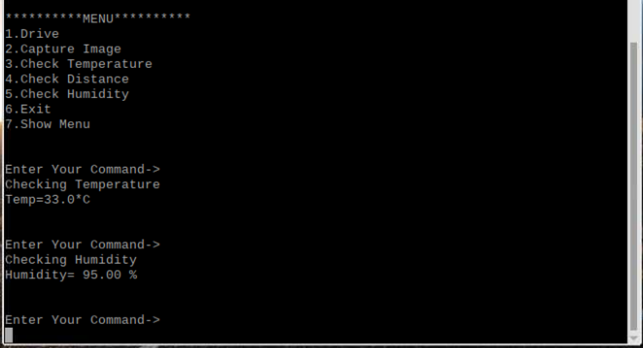 **********MENU**********
1.Drive
2.Capture Image
3.Check Temperature
4.Check Distance
5.Check Humidity
6.Exit
7.Show Menu
Enter Your Command->
Checking Temperature
Temp=33.0*C
Enter Your Command->
Checking Humidity
Humidity= 95.00 %
Enter Your Command->